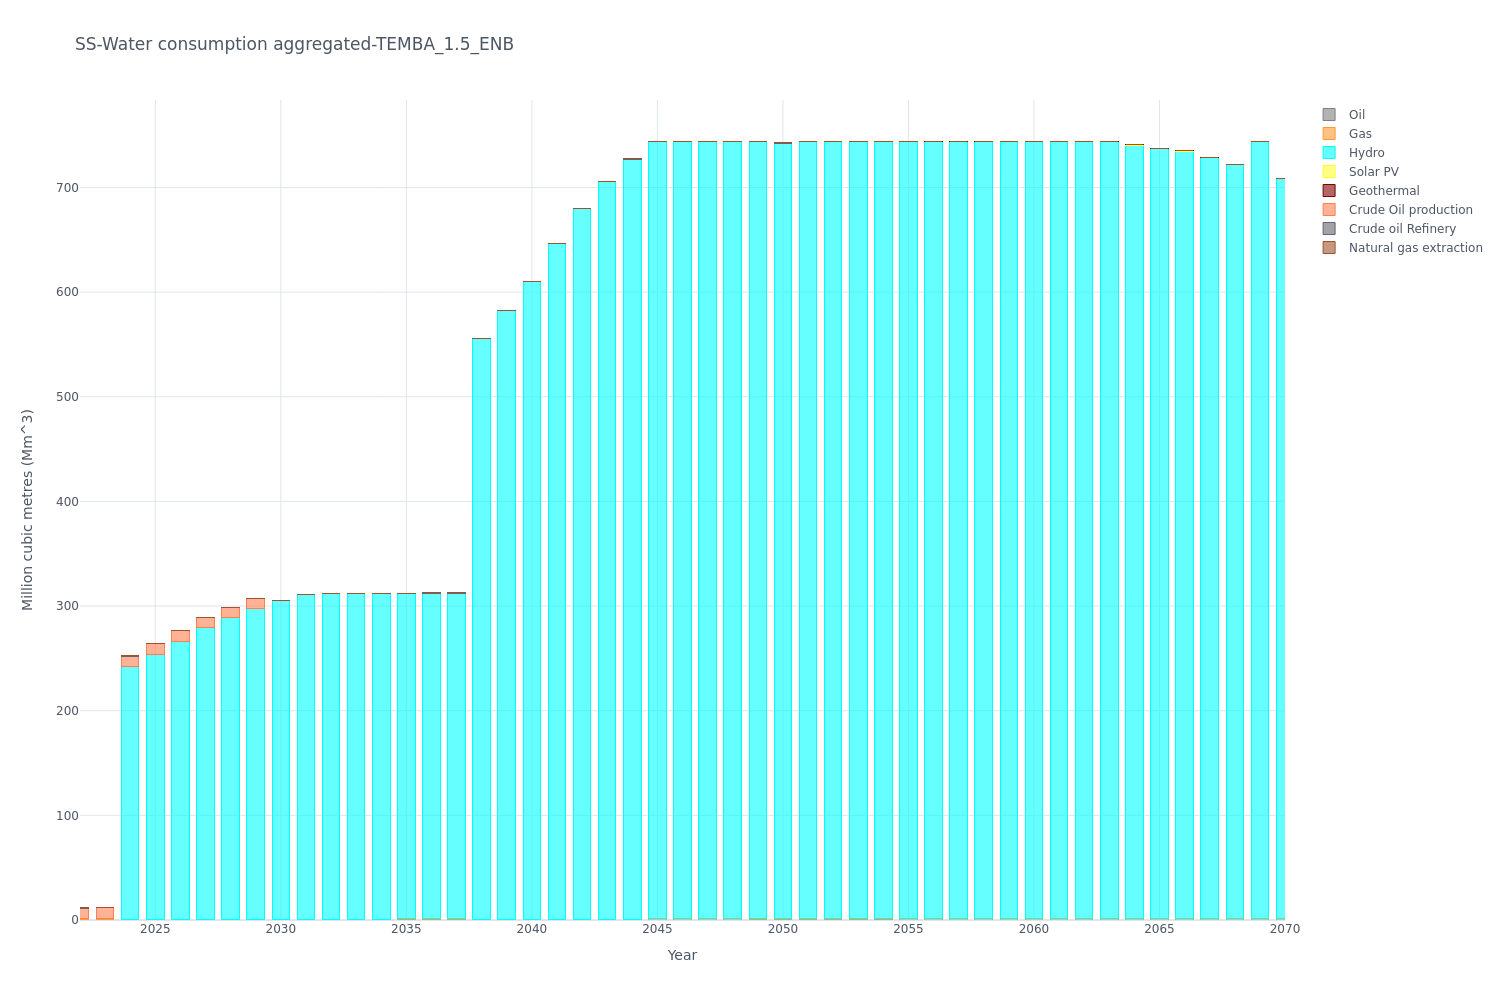 SS-Water consumption aggregated-TEMBA_1.5_ENB
Oil
Gas
Hydro
Solar PV
Geothermal
Crude Oil production
Crude oil Refinery
Natural gas extraction
Million cubic metres (Mm^3)
700
600
500
400
300
200
100
0
2025 2030 2035 2040 2045 2050 2055 2060 2065 2070
Year